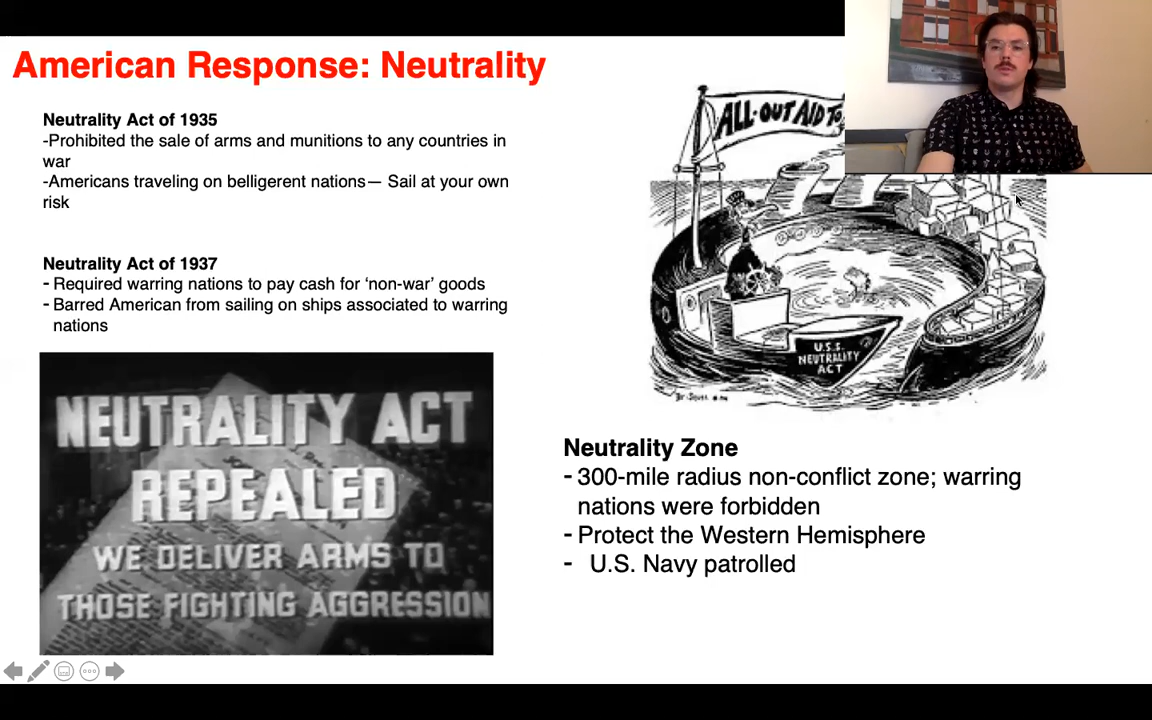 American Response: Neutrality
Neutrality Act of 1935
-Prohibited the sale of arms and munitions to any countries in
war
-Americans traveling on belligerent nations— Sail at your own
risk
Neutrality Act of 1937
- Required warring nations to pay cash for ‘non-war’ goods
- Barred American from sailing on ships associated to warring
nations
NEUTRALITY ACT
REPEALED
WE DELIVER ARMS TO
THOSE FIGHTING AGGRESSION
ALL-OUT AID TO
U.S.S.
NEUTRALITY
ACT
Dr. Seuss
Neutrality Zone
- 300-mile radius non-conflict zone; warring
nations were forbidden
- Protect the Western Hemisphere
- U.S. Navy patrolled